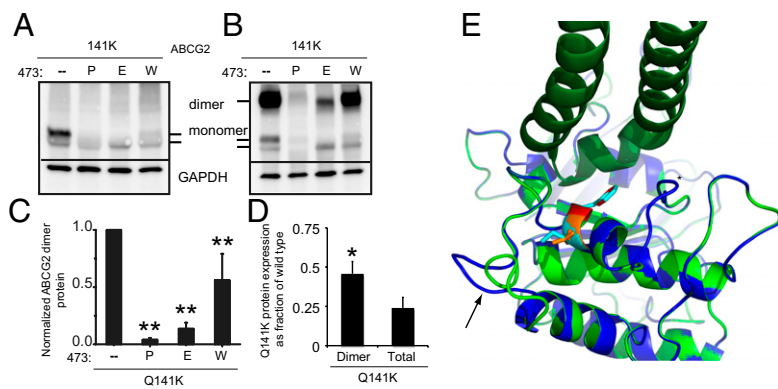 A
B
E
141K
ABCG2
141K
473: -- P E W
473: -- P E W
dimer
monomer
GAPDH
C
D
Normalized ABCG2 dimer protein
1.0
0.5
0.0
**
**
**
473: -- P E W
Q141K
Q141K protein expression as fraction of wild type
0.75
0.5
0.25
0
*
Dimer Total
Q141K
*